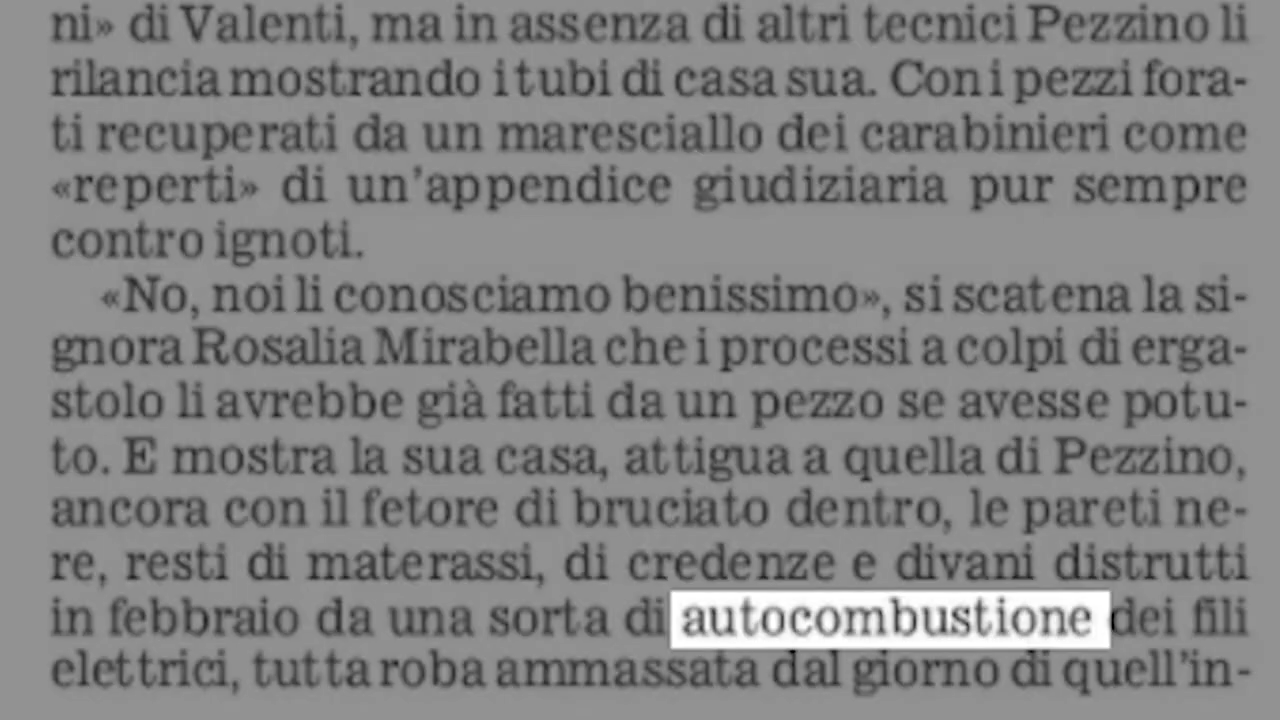 ni» di Valenti, ma in assenza di altri tecnici Pezzino li
rilancia mostrando i tubi di casa sua. Con i pezzi fora-
ti recuperati da un maresciallo dei carabinieri come
«reperti» di un'appendice giudiziaria pur sempre
contro ignoti.
«No, noi li conosciamo benissimo», si scatena la si-
gnora Rosalia Mirabella che i processi a colpi di erga-
stolo li avrebbe già fatti da un pezzo se avesse potu-
to. E mostra la sua casa, attigua a quella di Pezzino,
ancora con il fetore di bruciato dentro, le pareti ne-
re, resti di materassi, di credenze e divani distrutti
in febbraio da una sorta di autocombustione dei fili
elettrici, tutta roba ammassata dal giorno di quell'in-